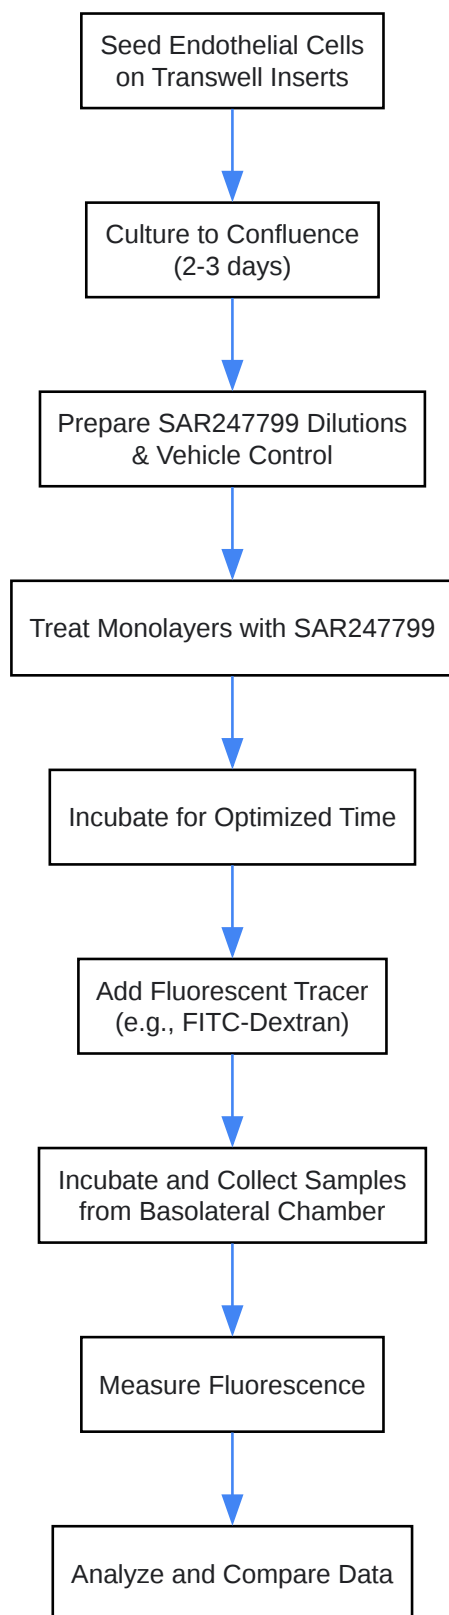 Seed Endothelial Cells
on Transwell Inserts
Culture to Confluence
(2-3 days)
Prepare SAR247799 Dilutions
& Vehicle Control
Treat Monolayers with SAR247799
Incubate for Optimized Time
Add Fluorescent Tracer
(e.g., FITC-Dextran)
Incubate and Collect Samples
from Basolateral Chamber
Measure Fluorescence
Analyze and Compare Data